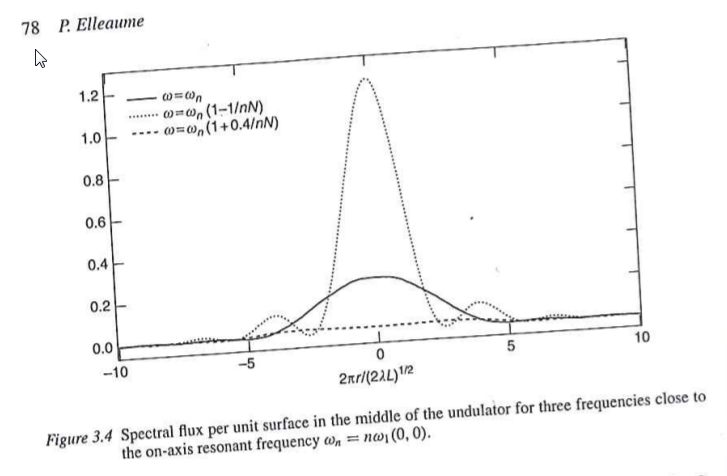 78 P. Elleaume
1.2
1.0
0.8
0.6
0.4
0.2
0.0
ω=ωn
ω=ωn (1−1/nN)
ω=ωn (1+0.4/nN)
−10
−5
0
5
10
2πr/(2λL)^1/2
Figure 3.4 Spectral flux per unit surface in the middle of the undulator for three frequencies close to
the on-axis resonant frequency ωn = nω1(0, 0).